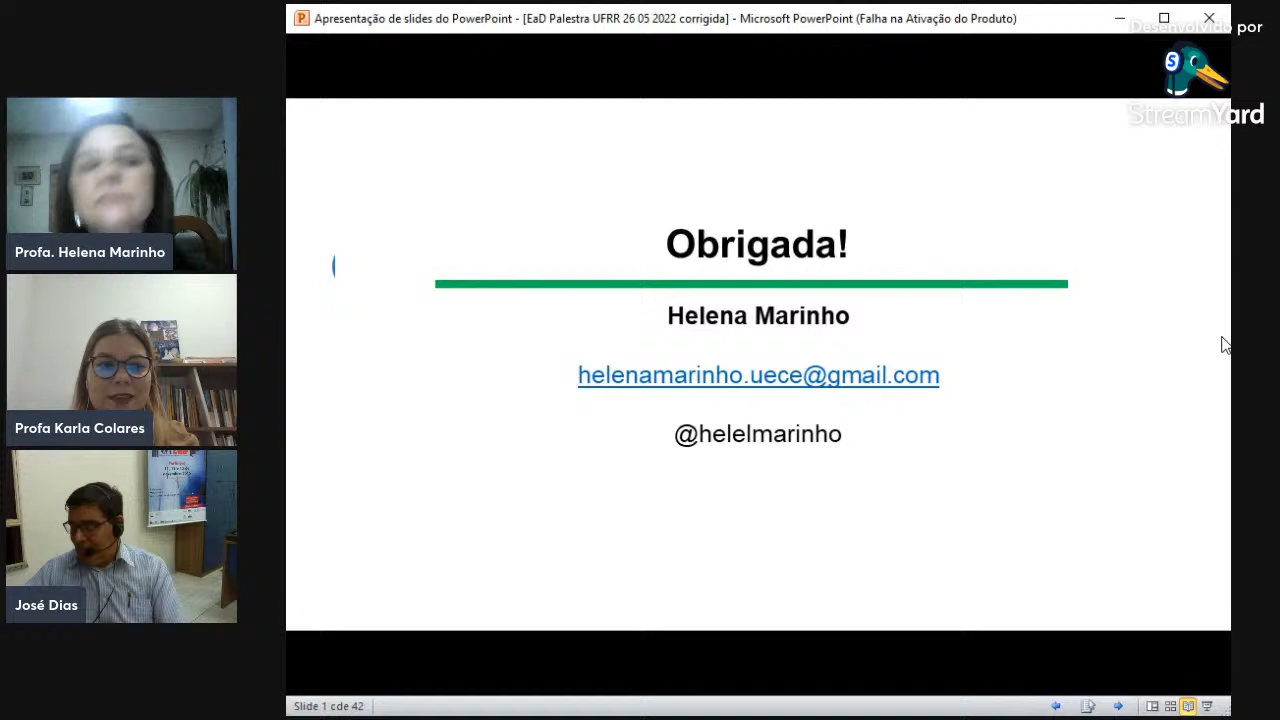 Apresentação de slides do PowerPoint - [EaD Palestra UFRR 26 05 2022 corrigida] - Microsoft PowerPoint (Falha na Ativação do Produto)
Desenvolvido por
S
StreamYard
Profa. Helena Marinho
Profa Karla Colares
José Dias
Obrigada!
Helena Marinho
helenamarinho.uece@gmail.com
@helelmarinho
Slide 1 cde 42